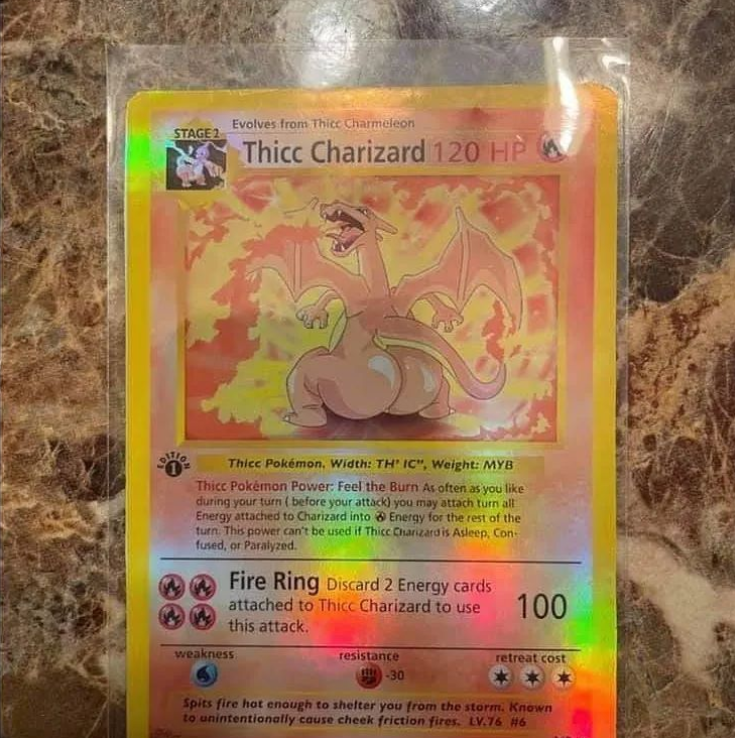 Evolves from Thicc Charmeleon
STAGE 2
Thicc Charizard 120 HP
EDITION
1
Thicc Pokémon, Width: TH' IC", Weight: MYB
Thicc Pokémon Power: Feel the Burn As often as you like
during your turn ( before your attack) you may attach turn all
Energy attached to Charizard into Energy for the rest of the
turn. This power can't be used if Thicc Charizard is Asleep, Con-
fused, or Paralyzed.
Fire Ring Discard 2 Energy cards
attached to Thicc Charizard to use
this attack.
100
weakness resistance retreat cost
-30
Spits fire hot enough to shelter you from the storm. Known
to unintentionally cause cheek friction fires. LV.76 #6